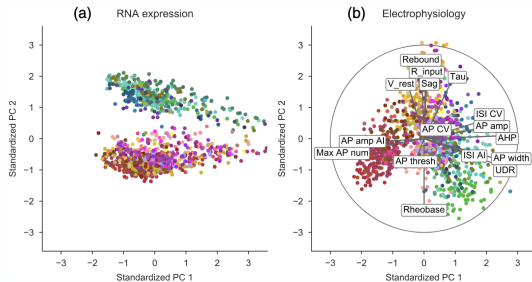 (a) RNA expression
(b) Electrophysiology
3
2
1
0
−1
−2
−3
Standardized PC 2
−3 −2 −1 0 1 2 3
Standardized PC 1
3
2
1
0
−1
−2
−3
Standardized PC 2
Rebound
R_input
Tau
V_rest
Sag
ISI CV
AP amp
AP CV
AHP
AP amp AI
Max AP num
AP thresh
ISI AI
AP width
UDR
Rheobase
−3 −2 −1 0 1 2 3
Standardized PC 1